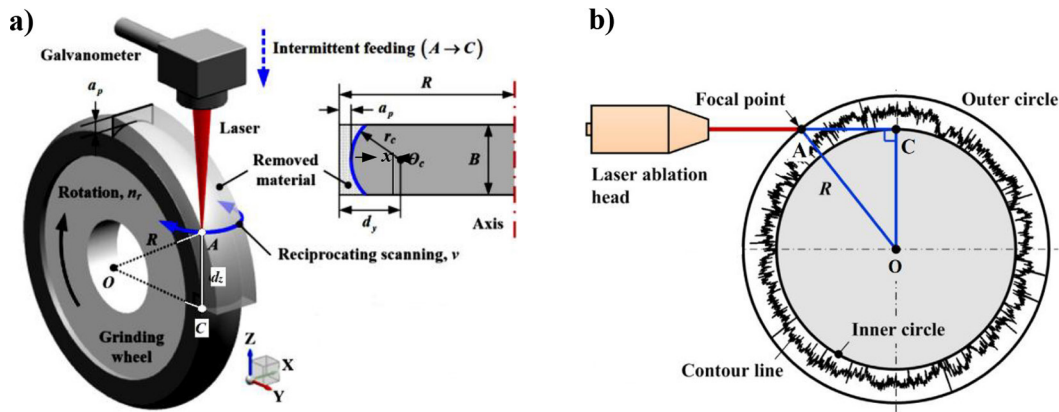 a)
Galvanometer
Intermittent feeding (A → C)
a_p
R
a_p
Laser
r_c
x
O_c
B
Removed
material
Rotation, n_r
d_y
Axis
R
A
Reciprocating scanning, v
O
dz
C
Grinding
wheel
Z
X
Y
b)
Focal point
Outer circle
A
C
Laser ablation
head
R
O
Inner circle
Contour line